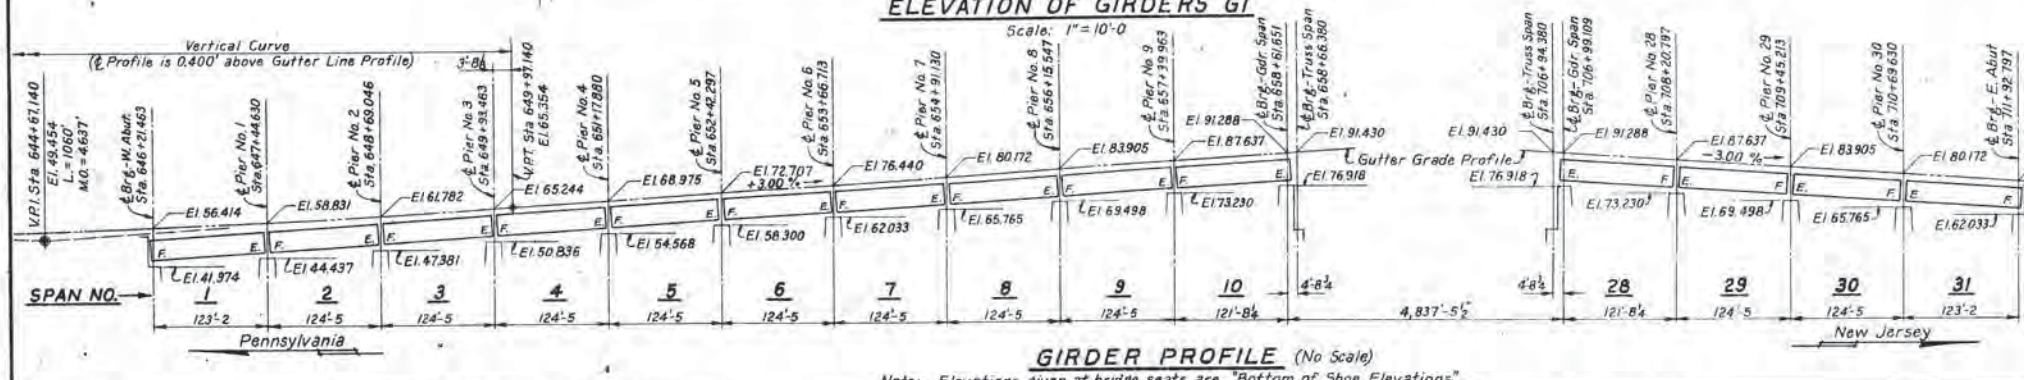 ELEVATION OF GIRDERS G1
Scale: 1"=10'-0
Vertical Curve
(℄ Profile is 0.400' above Gutter Line Profile)
3'-8⅛
V.P.I. Sta. 644+67.140
El. 49.454
L.=1060'
M.O.=4.637'
℄ Brg.-W. Abut.
Sta. 646+21.463
℄ Pier No. 1
Sta. 647+44.630
℄ Pier No. 2
Sta. 648+69.046
℄ Pier No. 3
Sta. 649+93.463
V.P.T. Sta. 649+97.140
El. 65.354
℄ Pier No. 4
Sta. 651+17.880
℄ Pier No. 5
Sta. 652+42.297
℄ Pier No. 6
Sta. 653+66.713
℄ Pier No. 7
Sta. 654+91.130
℄ Pier No. 8
Sta. 656+15.547
℄ Pier No. 9
Sta. 657+39.963
℄ Brg.-Gdr. Span
Sta. 658+61.651
℄ Brg.-Truss Span
Sta. 658+66.380
℄ Brg.-Truss Span
Sta. 706+94.380
℄ Brg.-Gdr. Span
Sta. 706+99.109
℄ Pier No. 28
Sta. 708+20.797
℄ Pier No. 29
Sta. 709+45.213
℄ Pier No. 30
Sta. 710+69.630
℄ Brg.-E. Abut.
Sta. 711+92.797
El. 56.414 El. 58.831 El. 61.782 El. 65.244 El. 68.975 El. 72.707 El. 76.440 El. 80.172 El. 83.905 El. 87.637 El. 91.288 El. 91.430
+3.00 %
Gutter Grade Profile
El. 91.430 El. 91.288 El. 87.637 El. 83.905 El. 80.172
-3.00 %
F. E. F. E. F. E. F. E. F. E. F. E. F. E. F. E. F. E. F. E. E. F. E. F. E. F. E. F.
El. 41.974 El. 44.437 El. 47.381 El. 50.836 El. 54.568 El. 58.300 El. 62.033 El. 65.765 El. 69.498 El. 73.230 El. 76.918
El. 76.918 El. 73.230 El. 69.498 El. 65.765 El. 62.033
SPAN NO. 1 2 3 4 5 6 7 8 9 10 4'-8¾ 4'-8¾ 28 29 30 31
123'-2 124'-5 124'-5 124'-5 124'-5 124'-5 124'-5 124'-5 124'-5 121'-8¼ 4,837'-5½" 121'-8¼ 124'-5 124'-5 123'-2
Pennsylvania New Jersey
GIRDER PROFILE (No Scale)
Note: Elevations given at bridge seats are "Bottom of Shoe Elevations"